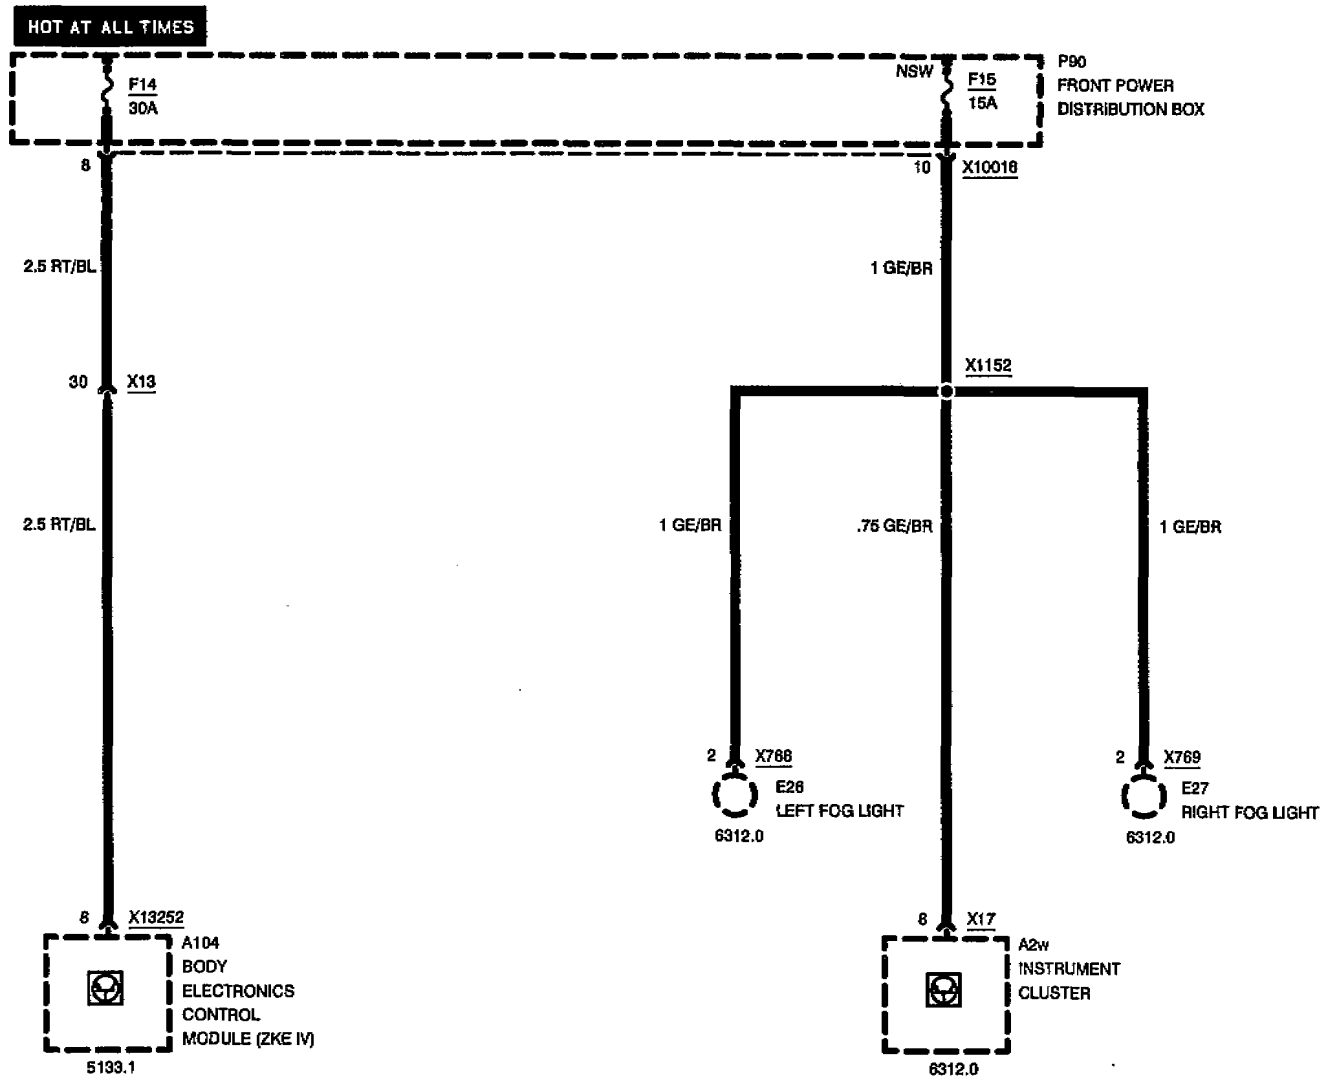 HOT AT ALL TIMES
F14
30A
NSW
F15
15A
P90
FRONT POWER
DISTRIBUTION BOX
8
10
X10016
2.5 RT/BL
1 GE/BR
30
X13
X1152
2.5 RT/BL
1 GE/BR
.75 GE/BR
1 GE/BR
2
X768
E26
LEFT FOG LIGHT
6312.0
2
X769
E27
RIGHT FOG LIGHT
6312.0
8
X13252
A104
BODY
ELECTRONICS
CONTROL
MODULE (ZKE IV)
5133.1
8
X17
A2w
INSTRUMENT
CLUSTER
6312.0